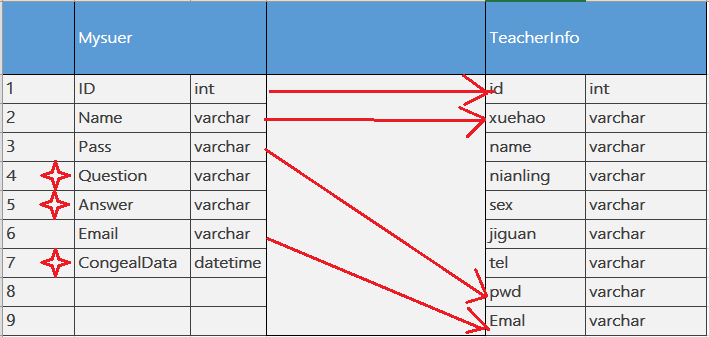 Mysuer TeacherInfo
1 ID int id int
2 Name varchar xuehao varchar
3 Pass varchar name varchar
4 Question varchar nianling varchar
5 Answer varchar sex varchar
6 Email varchar jiguan varchar
7 CongealData datetime tel varchar
8 pwd varchar
9 Emal varchar